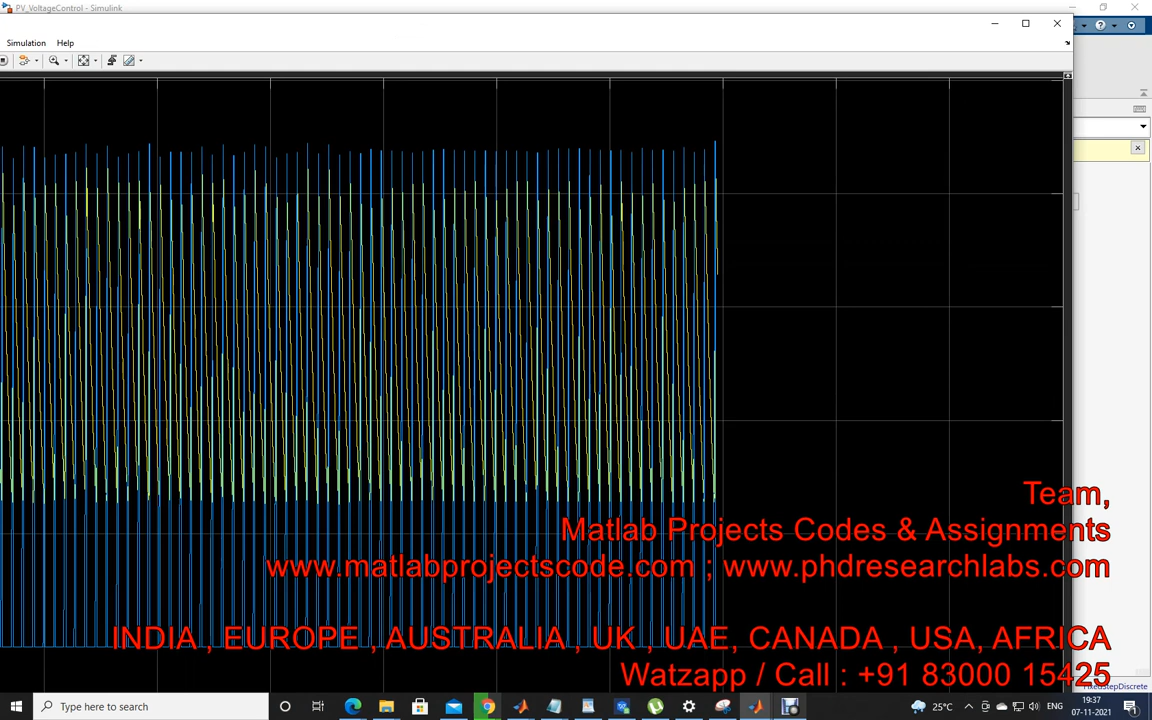 PV_VoltageControl - Simulink
Simulation Help
Team,
Matlab Projects Codes & Assignments
www.matlabprojectscode.com ; www.phdresearchlabs.com
INDIA , EUROPE , AUSTRALIA , UK , UAE, CANADA , USA, AFRICA
Watzapp / Call : +91 83000 15425
FixedStepDiscrete
Type here to search
25°C
ENG
19:37
07-11-2021
1